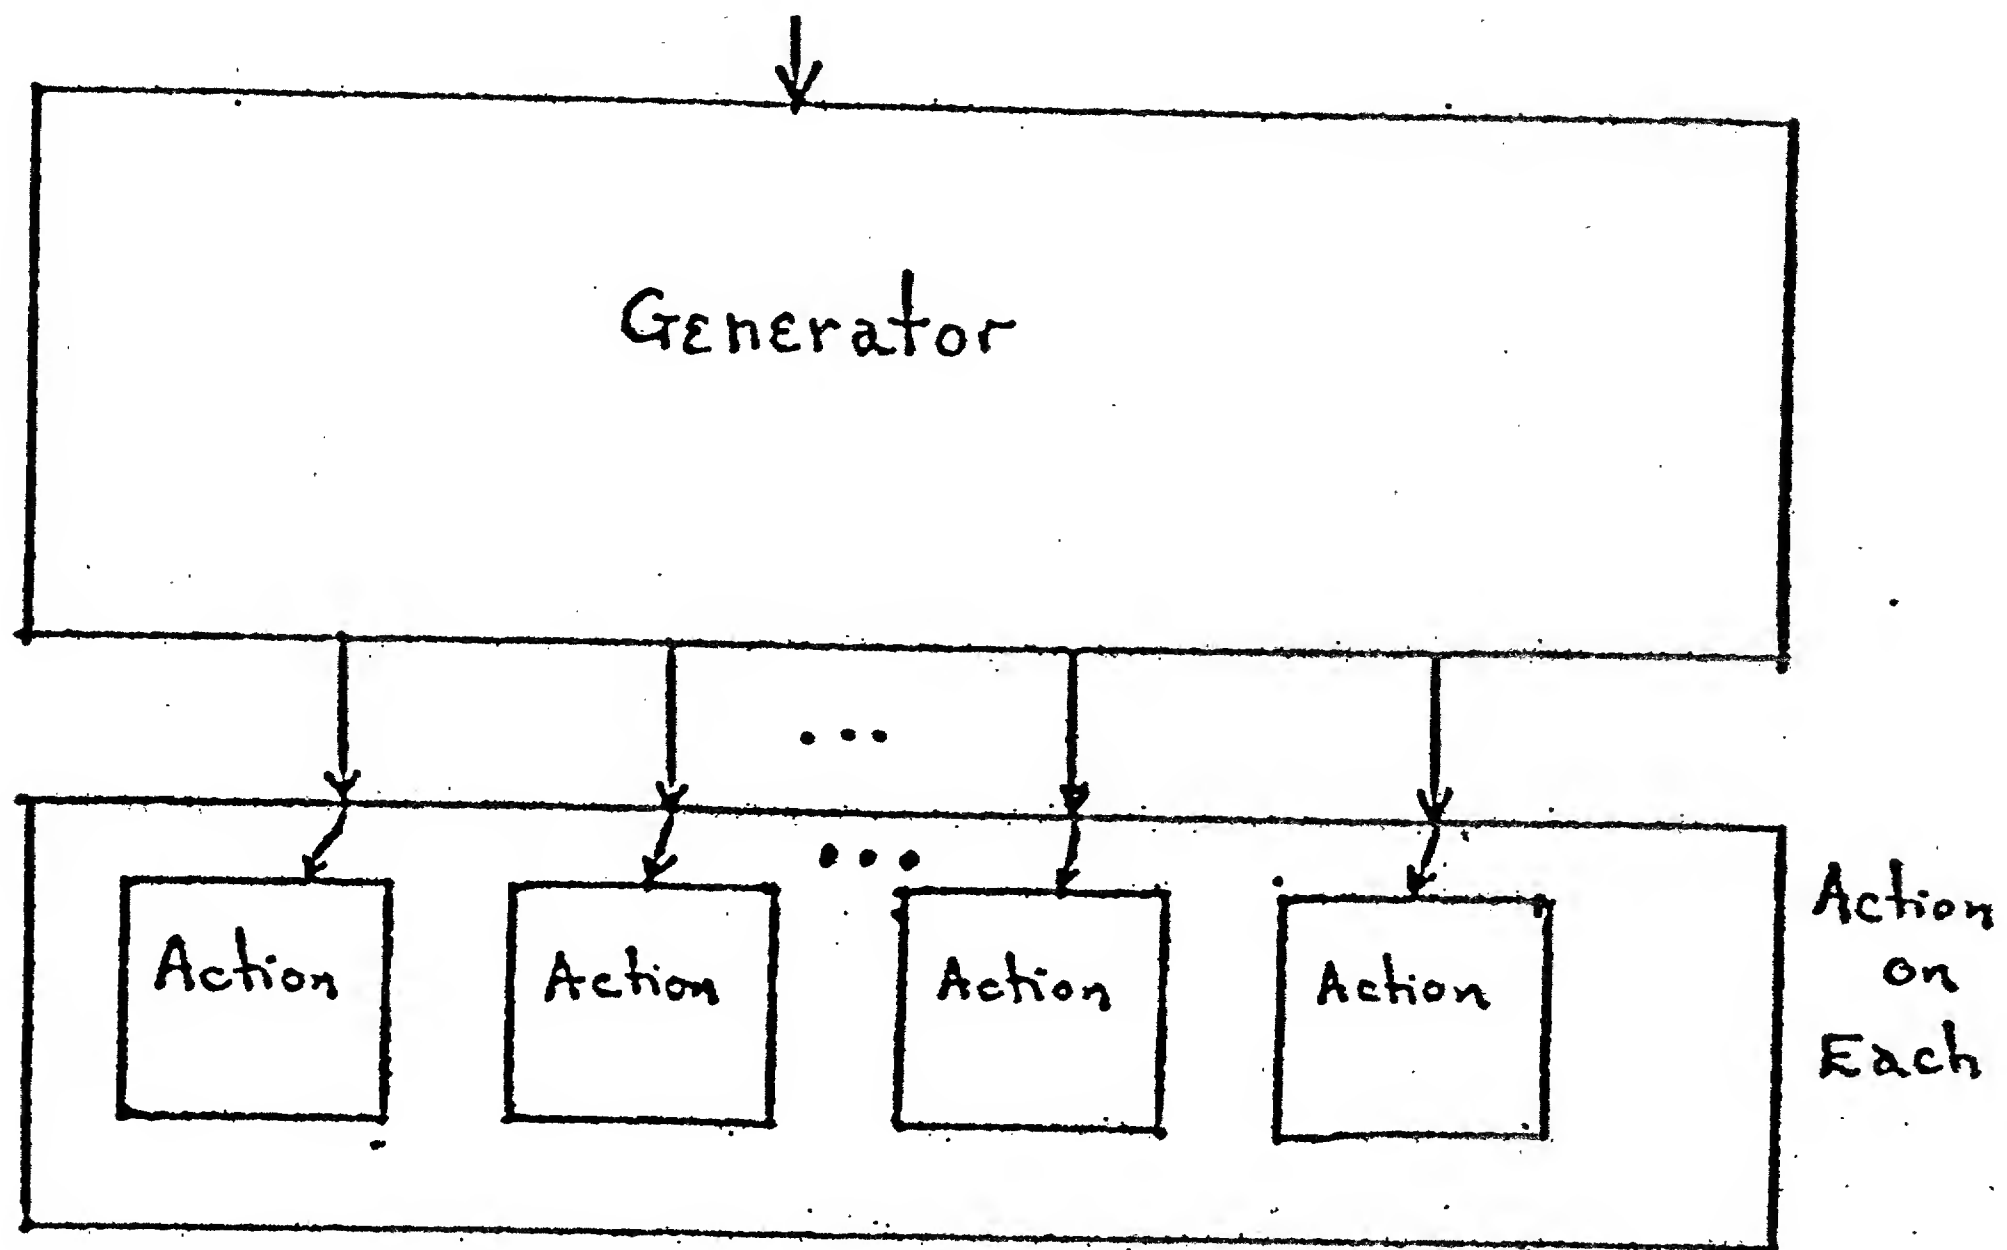 Generator
...
...
Action Action Action Action
Action
on
Each